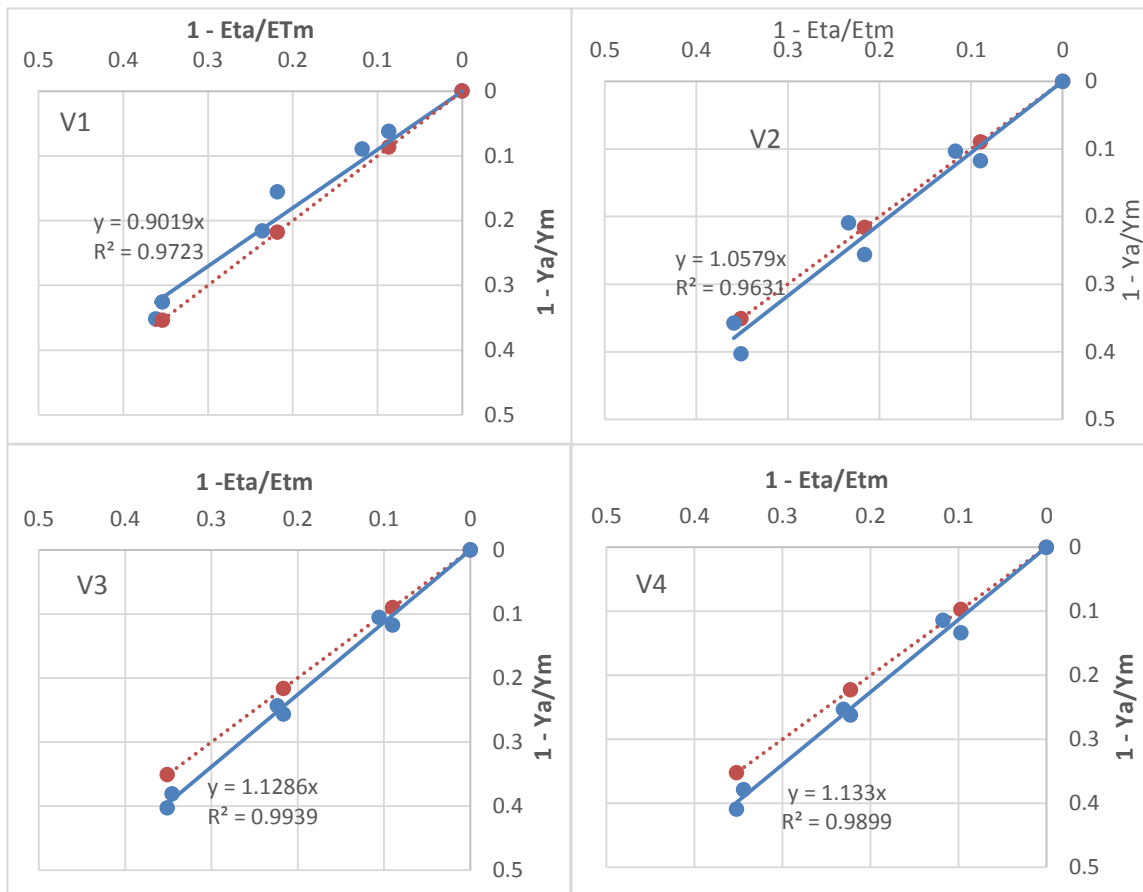 1 - Eta/ETm
0.5 0.4 0.3 0.2 0.1 0
0
0.1
0.2
0.3
0.4
0.5
V1
y = 0.9019x
R² = 0.9723
1 - Ya/Ym
1 - Eta/Etm
0.5 0.4 0.3 0.2 0.1 0
0
0.1
0.2
0.3
0.4
0.5
V2
y = 1.0579x
R² = 0.9631
1 - Ya/Ym
1 -Eta/Etm
0.5 0.4 0.3 0.2 0.1 0
0
0.1
0.2
0.3
0.4
0.5
V3
y = 1.1286x
R² = 0.9939
1 - Ya/Ym
1 - Eta/Etm
0.5 0.4 0.3 0.2 0.1 0
0
0.1
0.2
0.3
0.4
0.5
V4
y = 1.133x
R² = 0.9899
1 - Ya/Ym